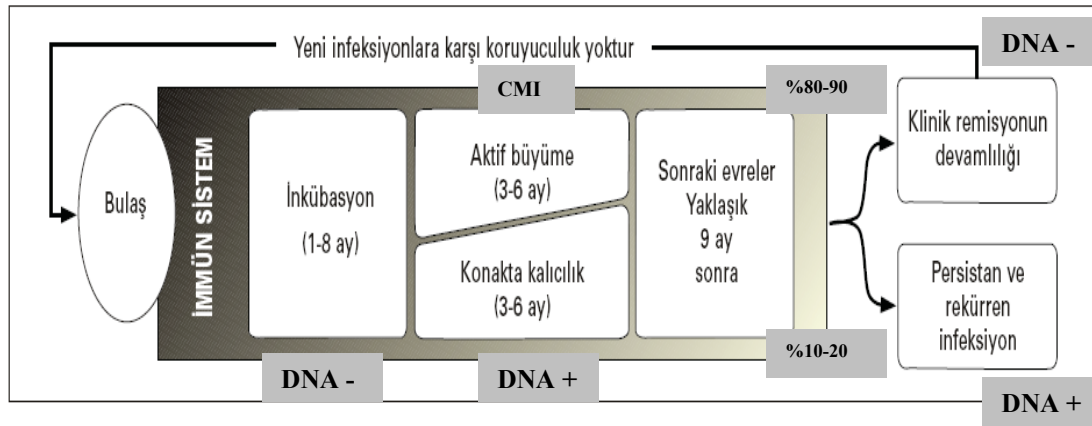 Yeni infeksiyonlara karşı koruyuculuk yoktur
DNA -
CMI
%80-90
Bulaş
İMMÜN SİSTEM
İnkübasyon
(1-8 ay)
Aktif büyüme
(3-6 ay)
Konakta kalıcılık
(3-6 ay)
Sonraki evreler
Yaklaşık
9 ay
sonra
Klinik remisyonun
devamlılığı
Persistan ve
rekürren
infeksiyon
%10-20
DNA -
DNA +
DNA +